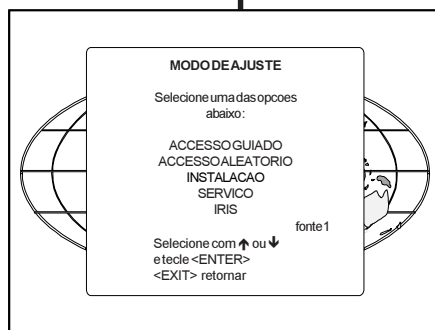 MODO DE AJUSTE
Selecione uma das opcoes
abaixo:
ACCESSO GUIADO
ACCESSO ALEATORIO
INSTALACAO
SERVICO
IRIS
fonte 1
Selecione com ↑ ou ↓
e tecle <ENTER>
<EXIT> retornar